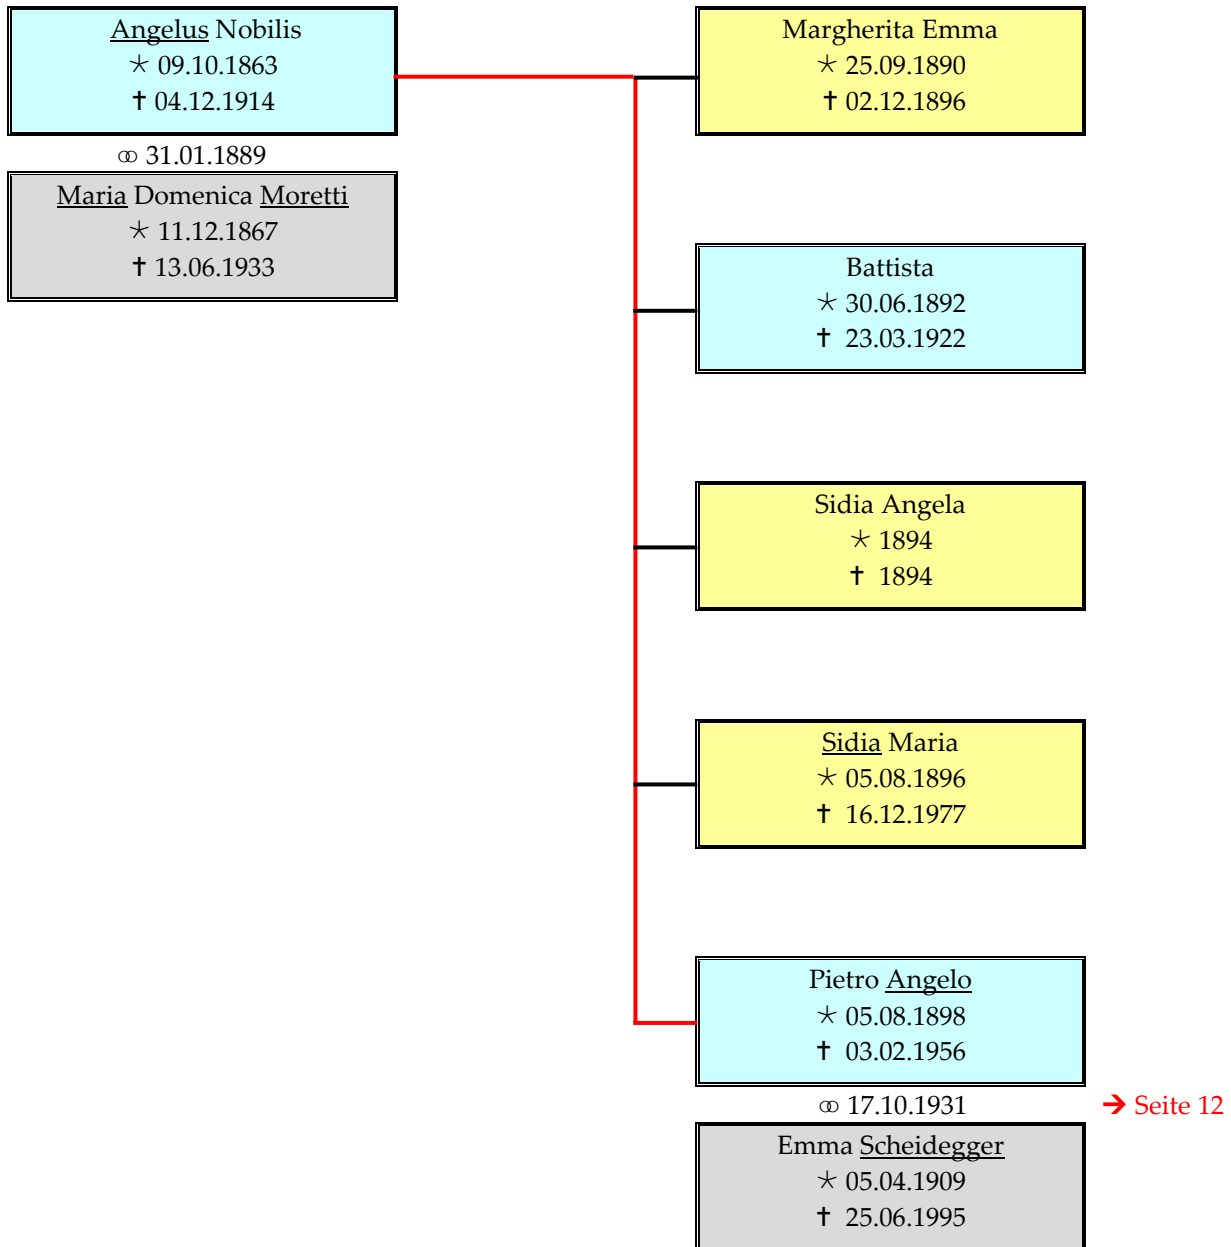 Angelus Nobilis
✶ 09.10.1863
✝ 04.12.1914
⚭ 31.01.1889
Maria Domenica Moretti
✶ 11.12.1867
✝ 13.06.1933
Margherita Emma
✶ 25.09.1890
✝ 02.12.1896
Battista
✶ 30.06.1892
✝ 23.03.1922
Sidia Angela
✶ 1894
✝ 1894
Sidia Maria
✶ 05.08.1896
✝ 16.12.1977
Pietro Angelo
✶ 05.08.1898
✝ 03.02.1956
⚭ 17.10.1931
➔ Seite 12
Emma Scheidegger
✶ 05.04.1909
✝ 25.06.1995